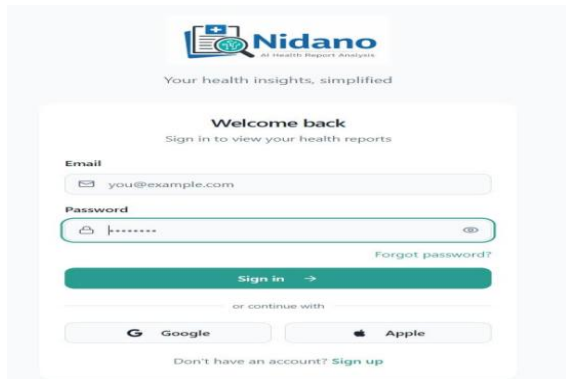 Nidano
AI Health Report Analysis
Your health insights, simplified
Welcome back
Sign in to view your health reports
Email
you@example.com
Password
••••••••
Forgot password?
Sign in →
or continue with
G Google
Apple
Don't have an account? Sign up